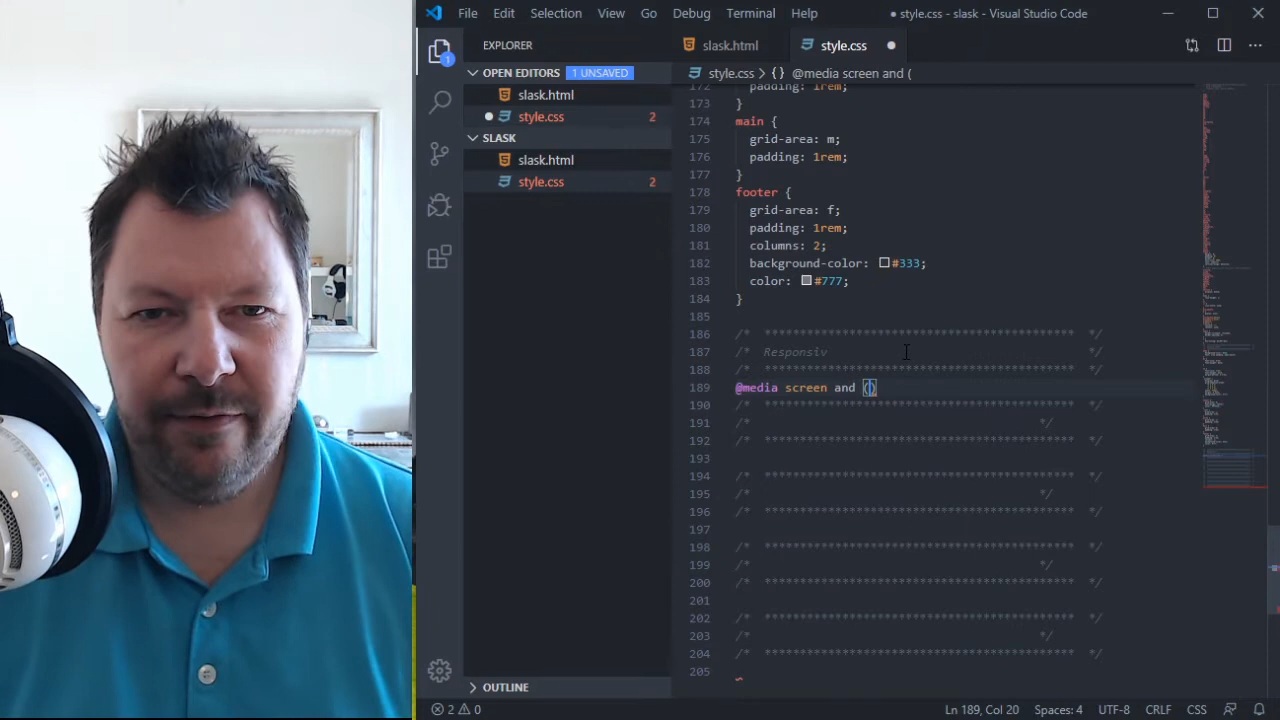 File Edit Selection View Go Debug Terminal Help
● style.css - slask - Visual Studio Code
EXPLORER
slask.html
style.css ●
OPEN EDITORS 1 UNSAVED
style.css > {} @media screen and (
slask.html
● style.css 2
SLASK
slask.html
style.css 2
172 padding: 1rem;
173 }
174 main {
175 grid-area: m;
176 padding: 1rem;
177 }
178 footer {
179 grid-area: f;
180 padding: 1rem;
181 columns: 2;
182 background-color: #333;
183 color: #777;
184 }
185
186 /* ******************************************* */
187 /* Responsiv */
188 /* ******************************************* */
189 @media screen and ()
190 /* ******************************************* */
191 /* */
192 /* ******************************************* */
193
194 /* ******************************************* */
195 /* */
196 /* ******************************************* */
197
198 /* ******************************************* */
199 /* */
200 /* ******************************************* */
201
202 /* ******************************************* */
203 /* */
204 /* ******************************************* */
205
OUTLINE
2 0
Ln 189, Col 20 Spaces: 4 UTF-8 CRLF CSS